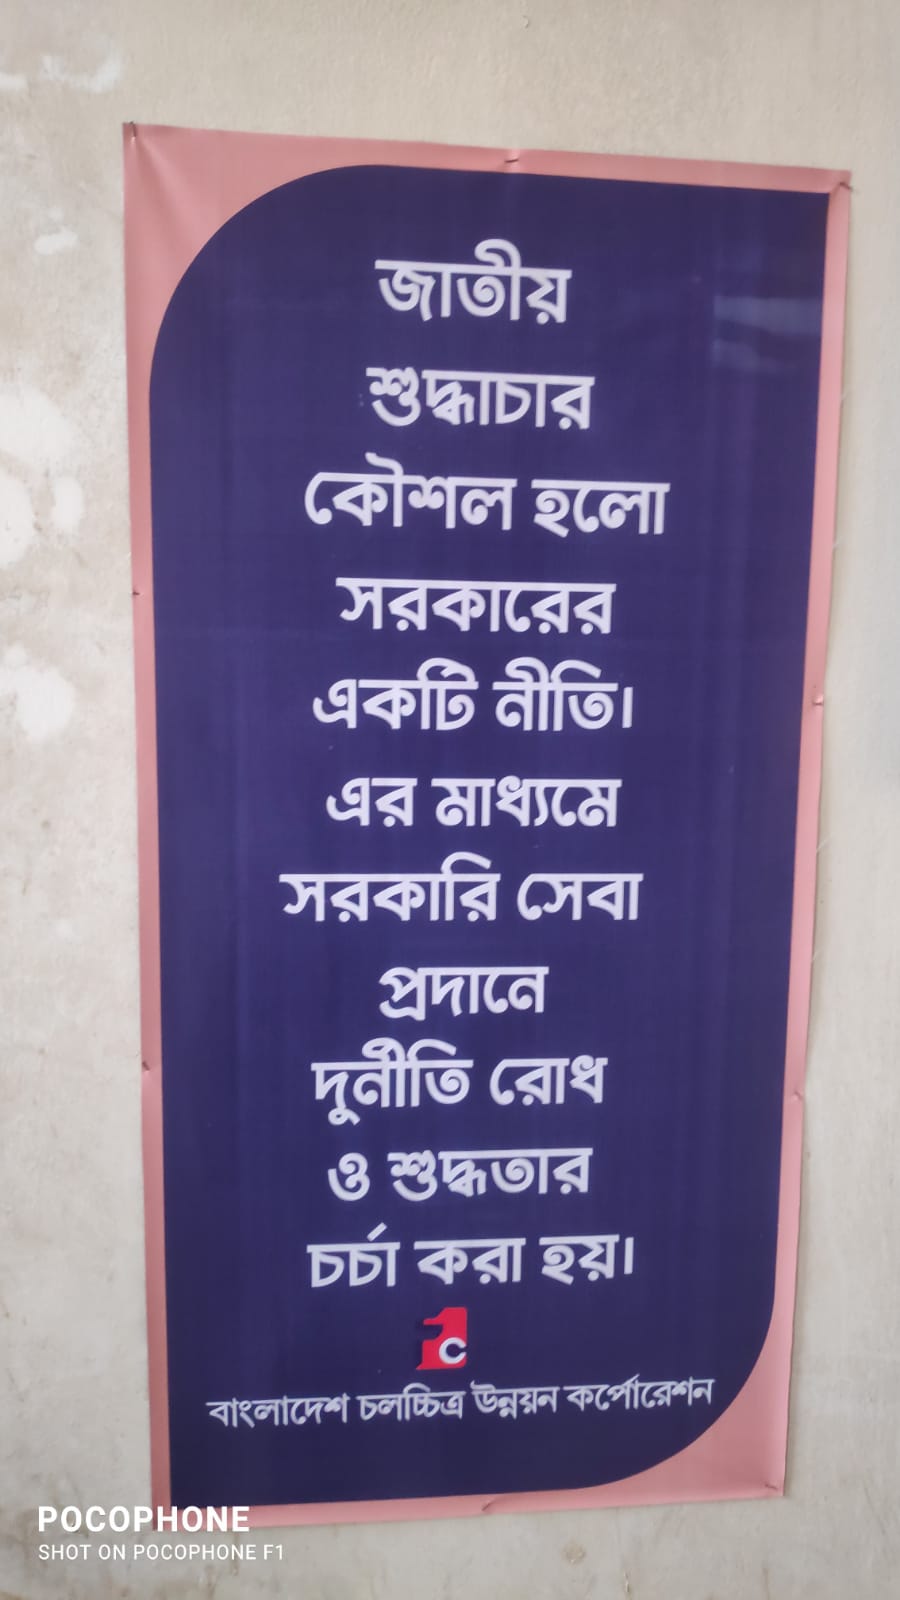 জাতীয়
শুদ্ধাচার
কৌশল হলো
সরকারের
একটি নীতি।
এর মাধ্যমে
সরকারি সেবা
প্রদানে
দুর্নীতি রোধ
ও শুদ্ধতার
চর্চা করা হয়।
বাংলাদেশ চলচ্চিত্র উন্নয়ন কর্পোরেশন
POCOPHONE
SHOT ON POCOPHONE F1